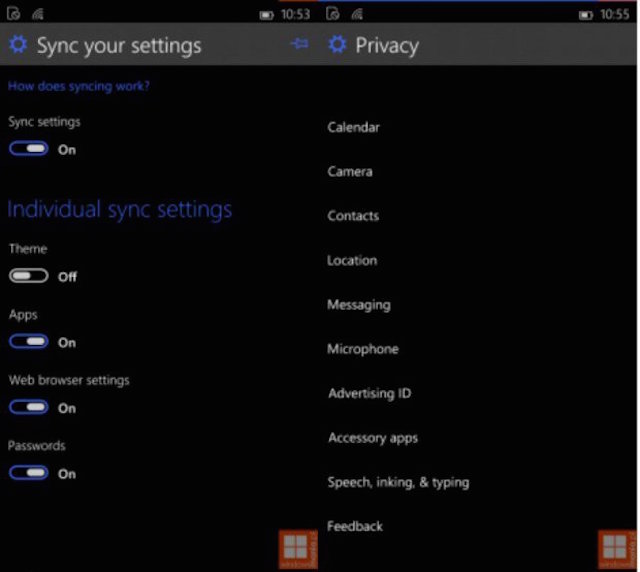 10:53
Sync your settings
How does syncing work?
Sync settings
On
Individual sync settings
Theme
Off
Apps
On
Web browser settings
On
Passwords
On
10:55
Privacy
Calendar
Camera
Contacts
Location
Messaging
Microphone
Advertising ID
Accessory apps
Speech, inking, & typing
Feedback